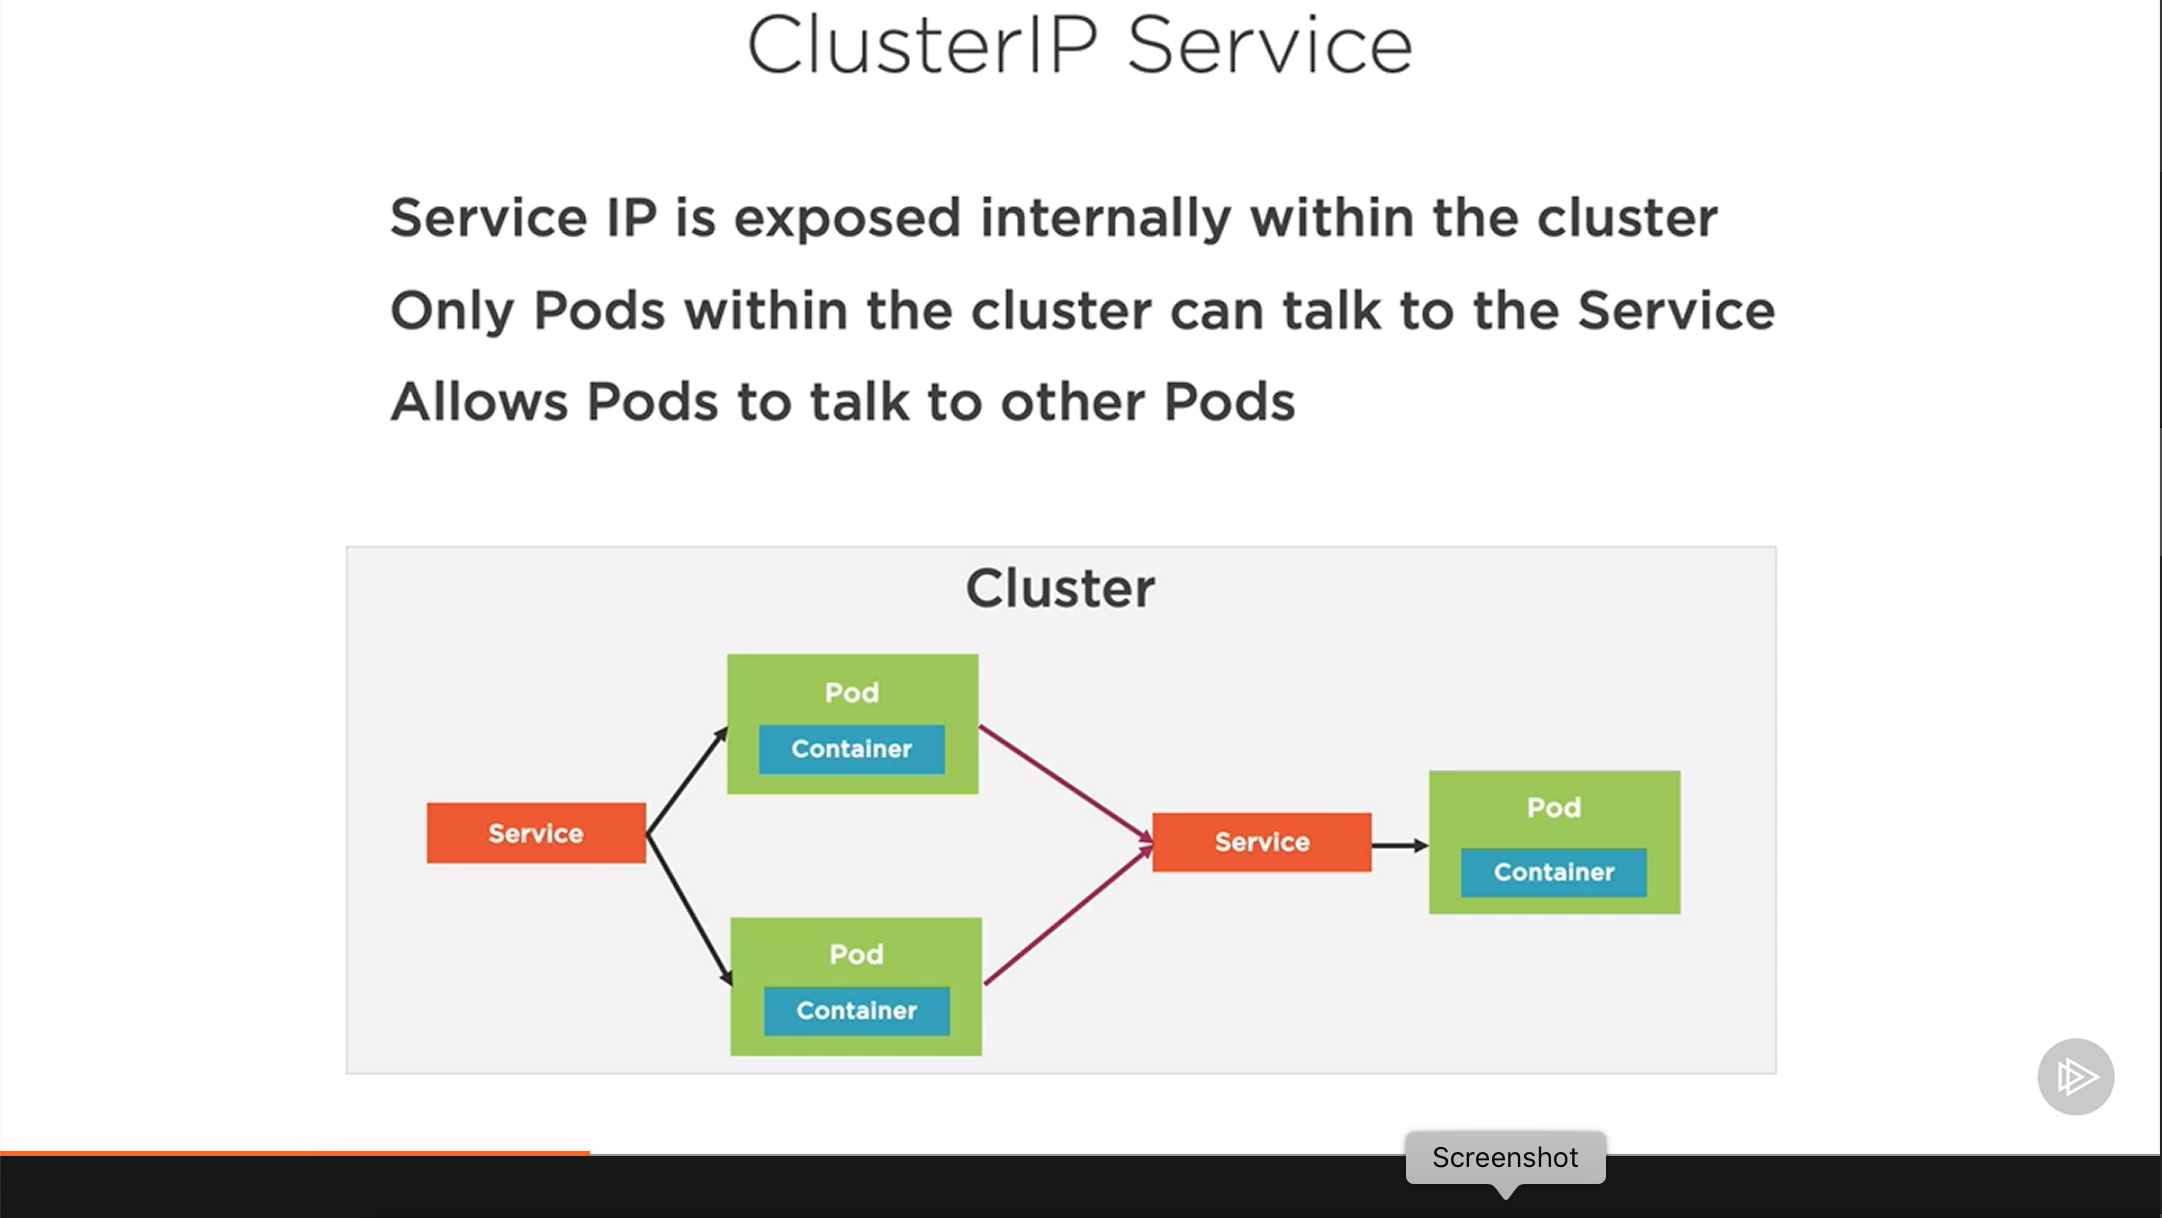 ClusterIP Service
Service IP is exposed internally within the cluster
Only Pods within the cluster can talk to the Service
Allows Pods to talk to other Pods
Cluster
Pod
Container
Service
Pod
Container
Service
Pod
Container
Screenshot